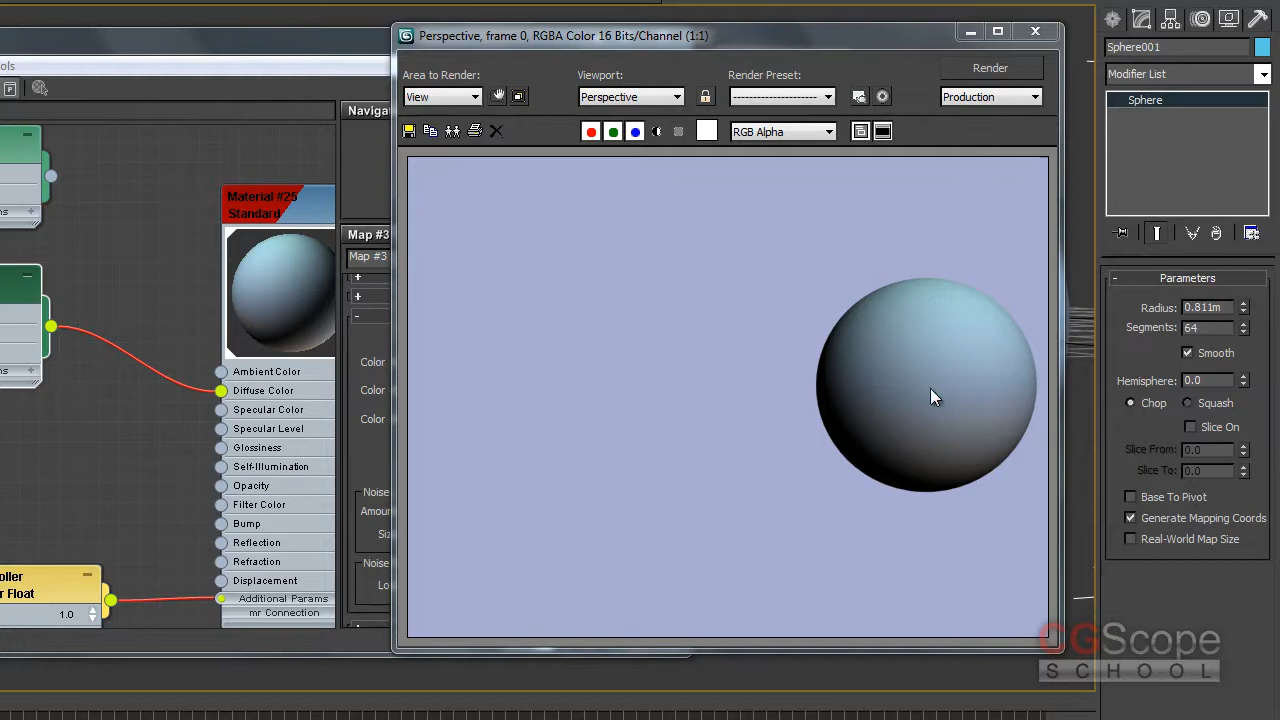 Perspective, frame 0, RGBA Color 16 Bits/Channel (1:1)
ols
Area to Render:
Viewport:
Render Preset:
Render
View
Perspective
--------------------
Production
RGB Alpha
Sphere001
Modifier List
Sphere
Navigat
Material #25
Standard
Map #3
Map #3
+
+
-
Color
Color
Color
Noise
Amour
Siz
Noise
Lo
ns +
Ambient Color
Diffuse Color
Specular Color
Specular Level
Glossiness
Self-Illumination
Opacity
Filter Color
Bump
Reflection
Refraction
Displacement
Additional Params
mr Connection
oller
r Float
1.0
- Parameters
Radius: 0.811m
Segments: 64
Smooth
Hemisphere: 0.0
Chop Squash
Slice On
Slice From: 0.0
Slice To: 0.0
Base To Pivot
Generate Mapping Coords
Real-World Map Size
CGScope
SCHOOL